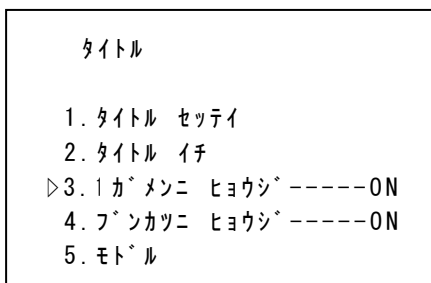 タイトル
1.タイトル セッテイ
2.タイトル イチ
▷3.1ガメンニ ヒョウジ-----ON
4.ブンカツニ ヒョウジ-----ON
5.モドル